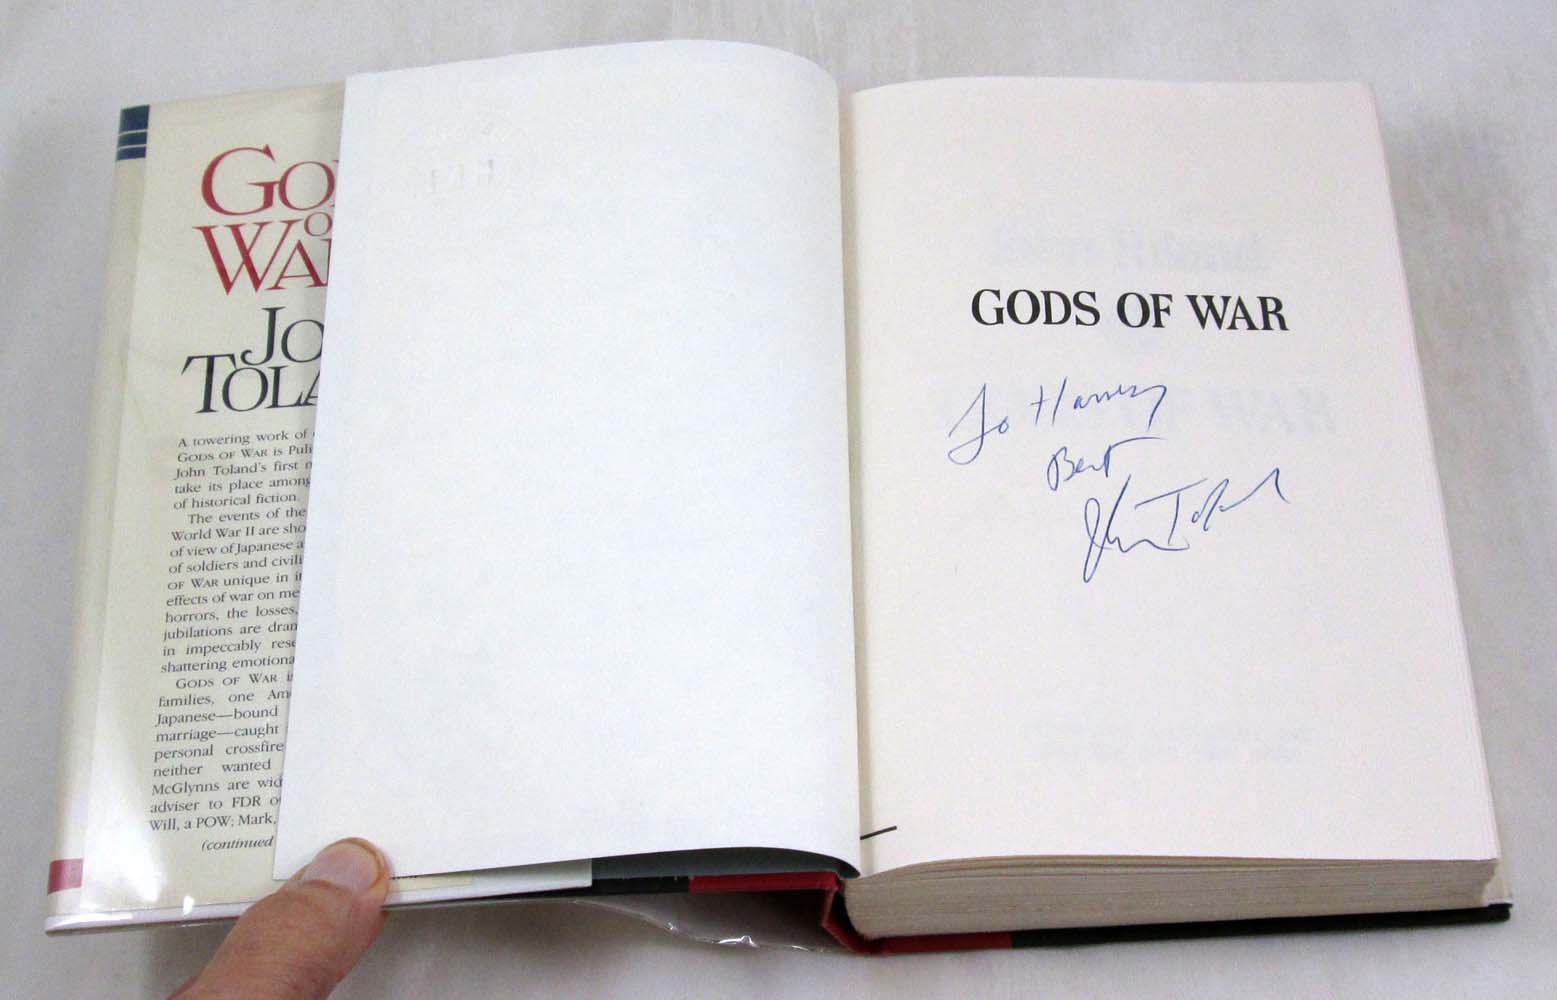 GO
O
WA
JO
TOLA
A towering work of
GODS OF WAR is Puli
John Toland's first
take its place among
of historical fiction.
The events of the
World War II are sho
of view of Japanese a
of soldiers and civili
OF WAR unique in i
effects of war on me
horrors, the losses,
jubilations are dram
in impeccably rese
shattering emotiona
GODS OF WAR i
families, one Am
Japanese—bound
marriage—caught
personal crossfire
neither wanted
McGlynns are wid
adviser to FDR o
Will, a POW; Mark,
(continued
GODS OF WAR
To Harvey
Best
John Toland